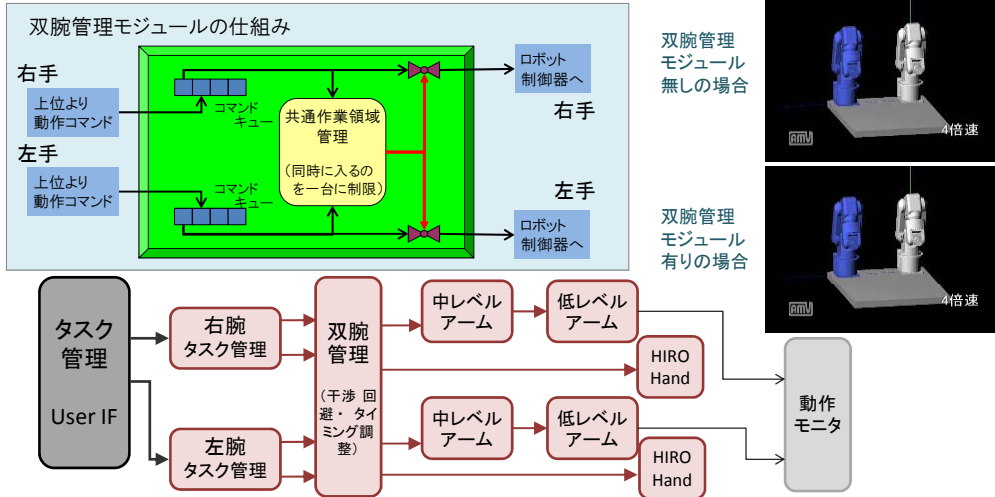 双腕管理モジュールの仕組み
右手
上位より
動作コマンド
左手
上位より
動作コマンド
コマンド
キュー
コマンド
キュー
共通作業領域
管理
(同時に入るの
を一台に制限)
ロボット
制御器へ
右手
左手
ロボット
制御器へ
双腕管理
モジュール
無しの場合
4倍速
AMV
双腕管理
モジュール
有りの場合
4倍速
AMV
タスク
管理
User IF
右腕
タスク管理
左腕
タスク管理
双腕
管理
(干渉 回
避・ タイ
ミング調
整)
中レベル
アーム
低レベル
アーム
HIRO
Hand
中レベル
アーム
低レベル
アーム
HIRO
Hand
動作
モニタ